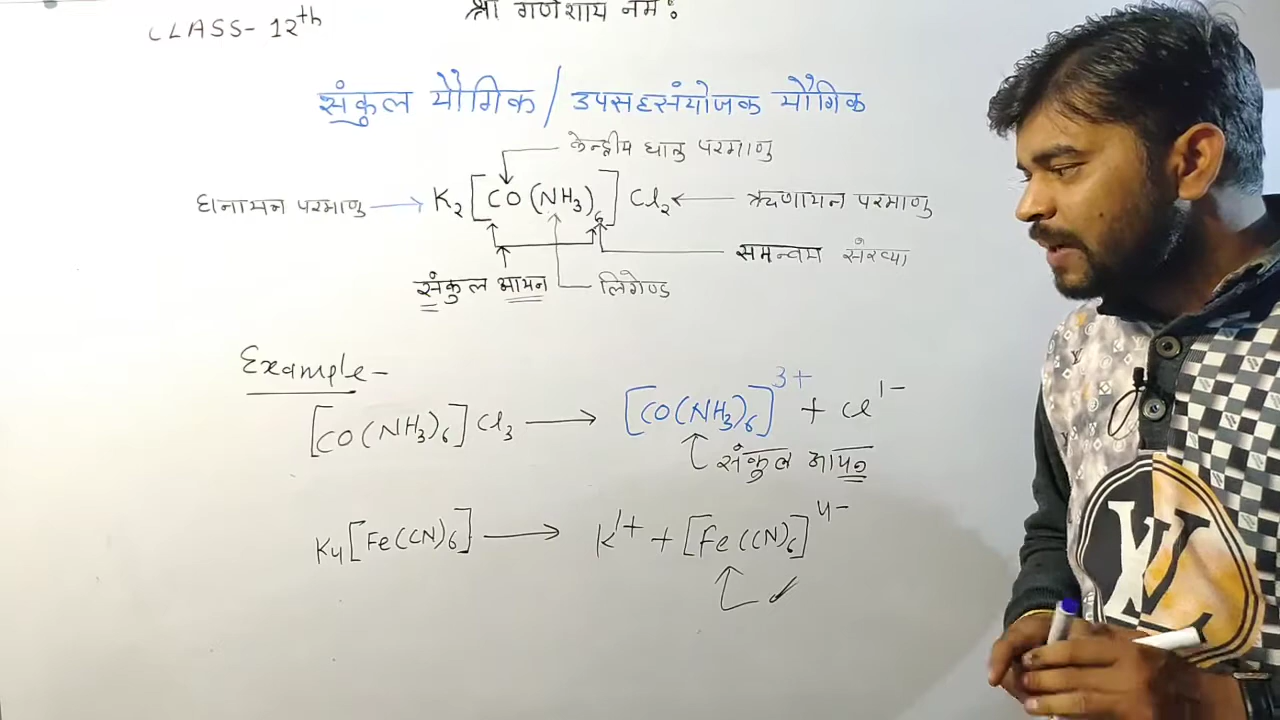 श्री गणेशाय नमः
CLASS- 12th
संकुल यौगिक / उपसहसंयोजक यौगिक
केन्द्रीय धातु परमाणु
धनायन परमाणु → K2[CO(NH3)6]Cl2 ← ऋणायन परमाणु
समन्वय संख्या
संकुल आयन
लिगेण्ड
Example-
[CO(NH3)6]Cl3 → [CO(NH3)6]3+ + Cl1-
संकुल आयन
K4[Fe(CN)6] → K1+ + [Fe(CN)6]4-